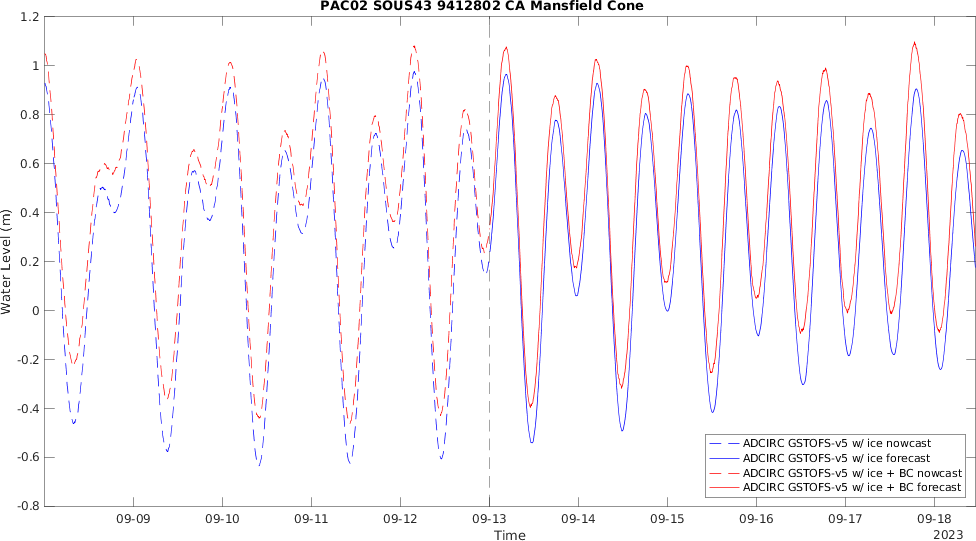 PAC02 SOUS43 9412802 CA Mansfield Cone
Water Level (m)
1.2
1
0.8
0.6
0.4
0.2
0
-0.2
-0.4
-0.6
-0.8
09-09 09-10 09-11 09-12 09-13 09-14 09-15 09-16 09-17 09-18
Time
2023
ADCIRC GSTOFS-v5 w/ ice nowcast
ADCIRC GSTOFS-v5 w/ ice forecast
ADCIRC GSTOFS-v5 w/ ice + BC nowcast
ADCIRC GSTOFS-v5 w/ ice + BC forecast